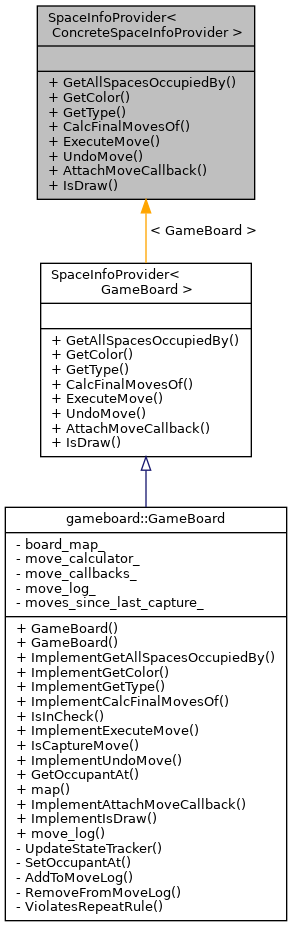 SpaceInfoProvider<
ConcreteSpaceInfoProvider >
+ GetAllSpacesOccupiedBy()
+ GetColor()
+ GetType()
+ CalcFinalMovesOf()
+ ExecuteMove()
+ UndoMove()
+ AttachMoveCallback()
+ IsDraw()
< GameBoard >
SpaceInfoProvider<
GameBoard >
+ GetAllSpacesOccupiedBy()
+ GetColor()
+ GetType()
+ CalcFinalMovesOf()
+ ExecuteMove()
+ UndoMove()
+ AttachMoveCallback()
+ IsDraw()
gameboard::GameBoard
- board_map_
- move_calculator_
- move_callbacks_
- move_log_
- moves_since_last_capture_
+ GameBoard()
+ GameBoard()
+ ImplementGetAllSpacesOccupiedBy()
+ ImplementGetColor()
+ ImplementGetType()
+ ImplementCalcFinalMovesOf()
+ IsInCheck()
+ ImplementExecuteMove()
+ IsCaptureMove()
+ ImplementUndoMove()
+ GetOccupantAt()
+ map()
+ ImplementAttachMoveCallback()
+ ImplementIsDraw()
+ move_log()
- UpdateStateTracker()
- SetOccupantAt()
- AddToMoveLog()
- RemoveFromMoveLog()
- ViolatesRepeatRule()